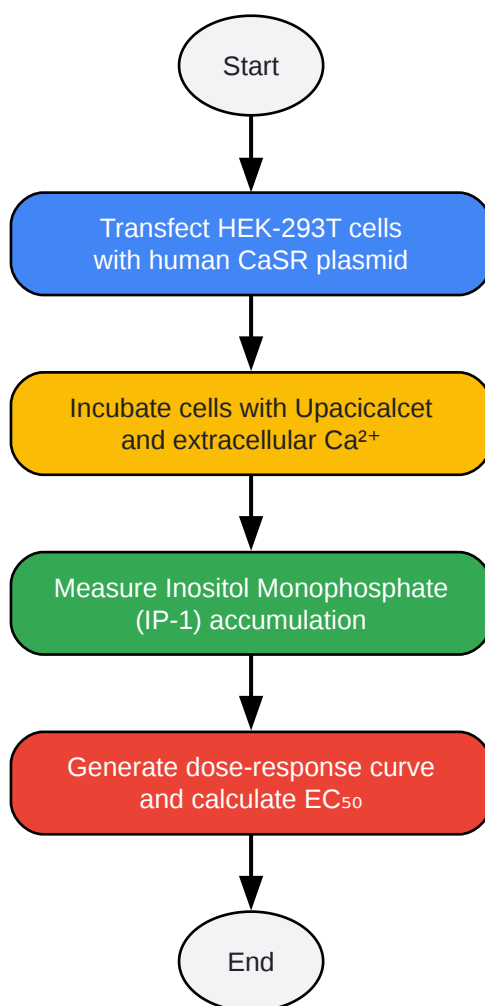 Start
Transfect HEK-293T cells
with human CaSR plasmid
Incubate cells with Upacicalcet
and extracellular Ca²⁺
Measure Inositol Monophosphate
(IP-1) accumulation
Generate dose-response curve
and calculate EC₅₀
End